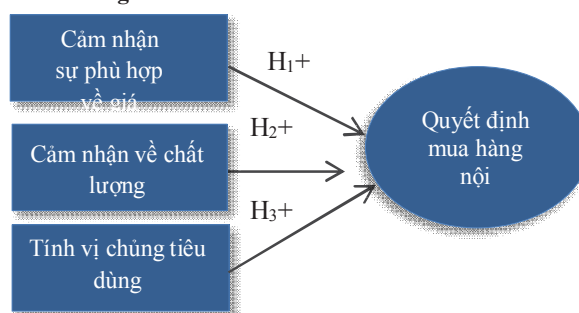 Cảm nhận
sự phù hợp
về giá
H1+
H2+
Cảm nhận về chất
lượng
H3+
Tính vị chủng tiêu
dùng
Quyết định
mua hàng
nội